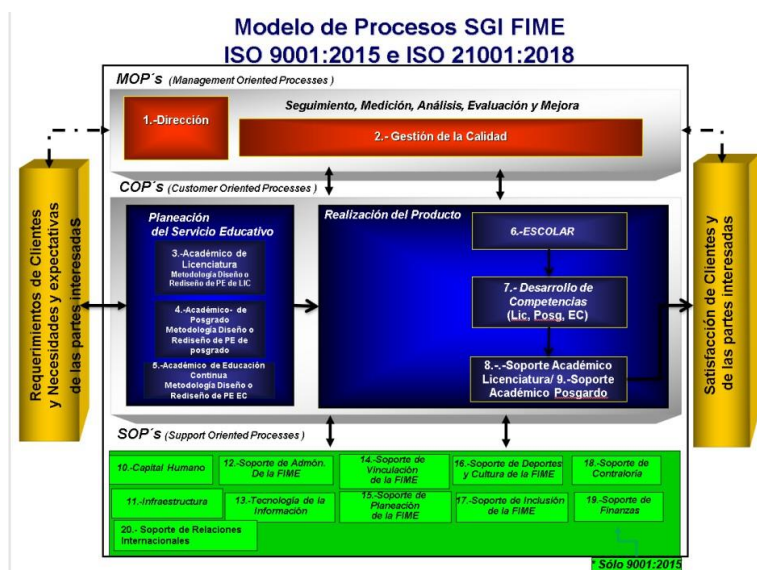 Modelo de Procesos SGI FIME
ISO 9001:2015 e ISO 21001:2018
MOP´s (Management Oriented Processes )
Seguimiento, Medición, Análisis, Evaluación y Mejora
1.-Dirección
2.- Gestión de la Calidad
COP´s (Customer Oriented Processes )
Requerimientos de Clientes
y Necesidades y expectativas
de las partes interesadas
Planeación
del Servicio Educativo
3.-Académico de
Licenciatura
Metodología Diseño o
Rediseño de PE de LIC
4.-Académico- de
Posgrado
Metodología Diseño o
Rediseño de PE de
posgrado
5.-Académico de Educación
Continua
Metodología Diseño o
Rediseño de PE EC
Realización del Producto
6.-ESCOLAR
7.- Desarrollo de
Competencias
(Lic, Posg, EC)
8.-.-Soporte Académico
Licenciatura/ 9.-Soporte
Académico Posgardo
Satisfacción de Clientes y
de las partes interesadas
SOP´s (Support Oriented Processes )
10.-Capital Humano
12.-Soporte de Admón.
De la FIME
14.-Soporte de
Vinculación
de la FIME
16.-Soporte de Deportes
y Cultura de la FIME
18.-Soporte de
Contraloría
11.-Infraestructura
13.-Tecnología de la
Información
15.-Soporte de
Planeación
de la FIME
17.-Soporte de Inclusión
de la FIME
19.-Soporte de
Finanzas
20.- Soporte de Relaciones
Internacionales
* Sólo 9001:2015